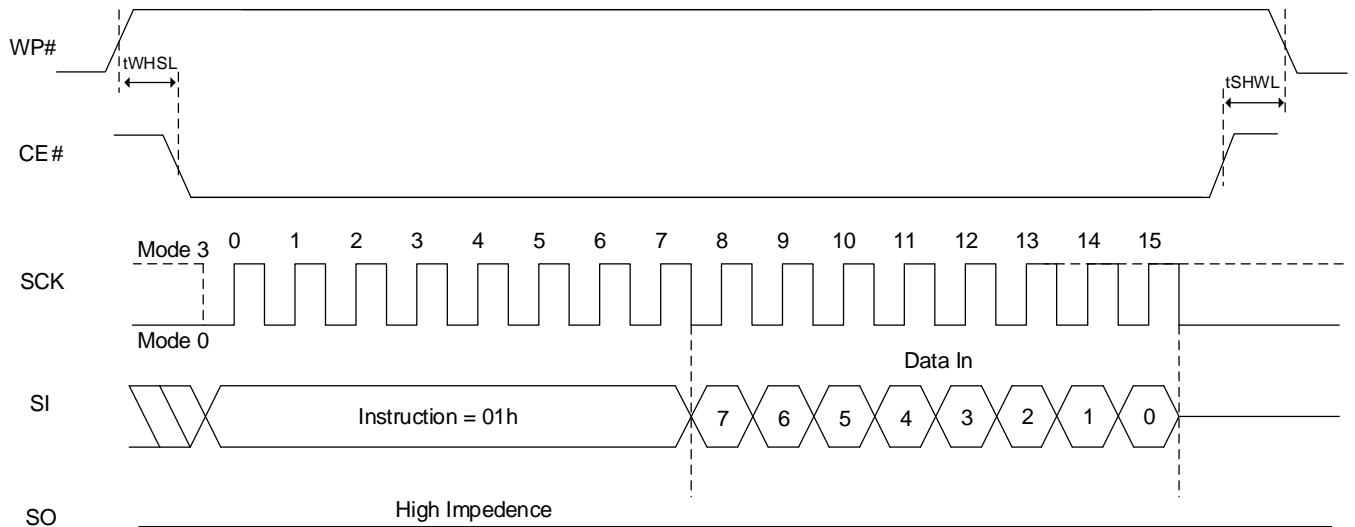 WP#
tWHSL
tSHWL
CE#
Mode 3
0 1 2 3 4 5 6 7 8 9 10 11 12 13 14 15
SCK
Mode 0
Data In
SI
Instruction = 01h
7 6 5 4 3 2 1 0
High Impedence
SO